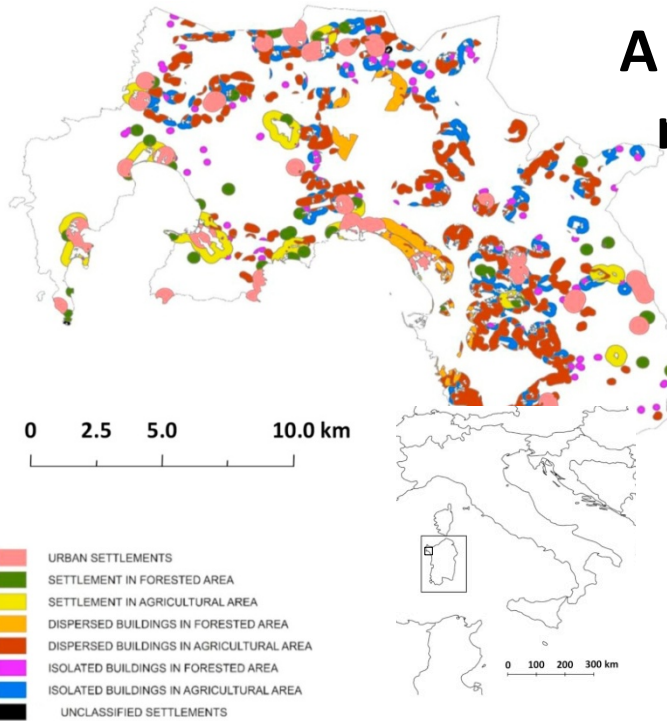 A
0 2.5 5.0 10.0 km
URBAN SETTLEMENTS
SETTLEMENT IN FORESTED AREA
SETTLEMENT IN AGRICULTURAL AREA
DISPERSED BUILDINGS IN FORESTED AREA
DISPERSED BUILDINGS IN AGRICULTURAL AREA
ISOLATED BUILDINGS IN FORESTED AREA
ISOLATED BUILDINGS IN AGRICULTURAL AREA
UNCLASSIFIED SETTLEMENTS
0 100 200 300 km